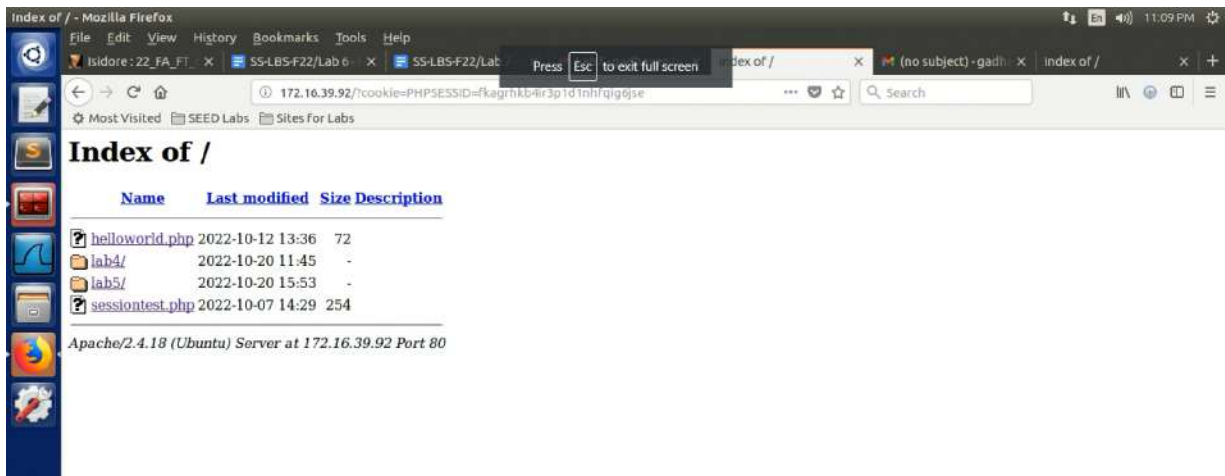 Index of / - Mozilla Firefox En 11:09 PM
File Edit View History Bookmarks Tools Help
Isidore : 22_FA_FT_ SS-LBS-F22/Lab 6- SS-LBS-F22/Lab Press Esc to exit full screen index of / (no subject) - gadh Index of /
172.16.39.92/?cookie=PHPSESSID= Search
Most Visited SEED Labs Sites for Labs
Index of /
Name Last modified Size Description
helloworld.php 2022-10-12 13:36 72
lab4/ 2022-10-20 11:45 -
lab5/ 2022-10-20 15:53 -
sessiontest.php 2022-10-07 14:29 254
Apache/2.4.18 (Ubuntu) Server at 172.16.39.92 Port 80